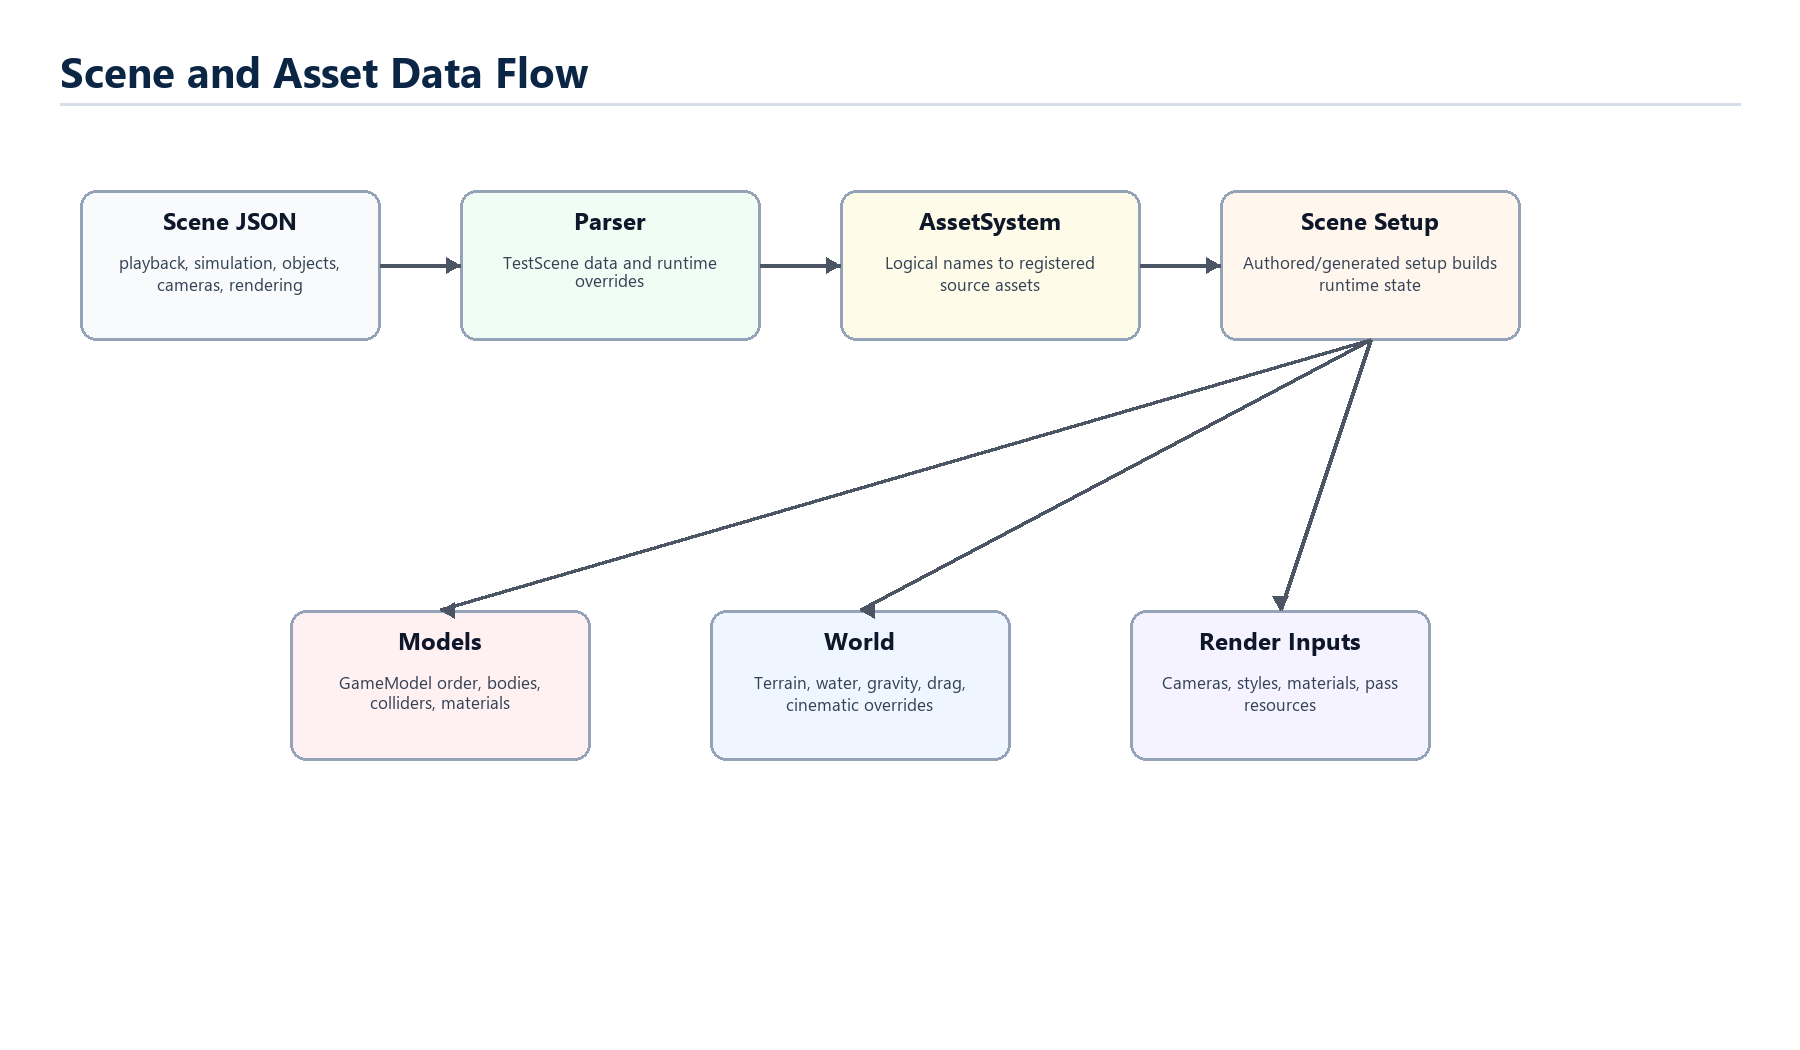 Scene and Asset Data Flow
Scene JSON
playback, simulation, objects,
cameras, rendering
Parser
TestScene data and runtime
overrides
AssetSystem
Logical names to registered
source assets
Scene Setup
Authored/generated setup builds
runtime state
Models
GameModel order, bodies,
colliders, materials
World
Terrain, water, gravity, drag,
cinematic overrides
Render Inputs
Cameras, styles, materials, pass
resources